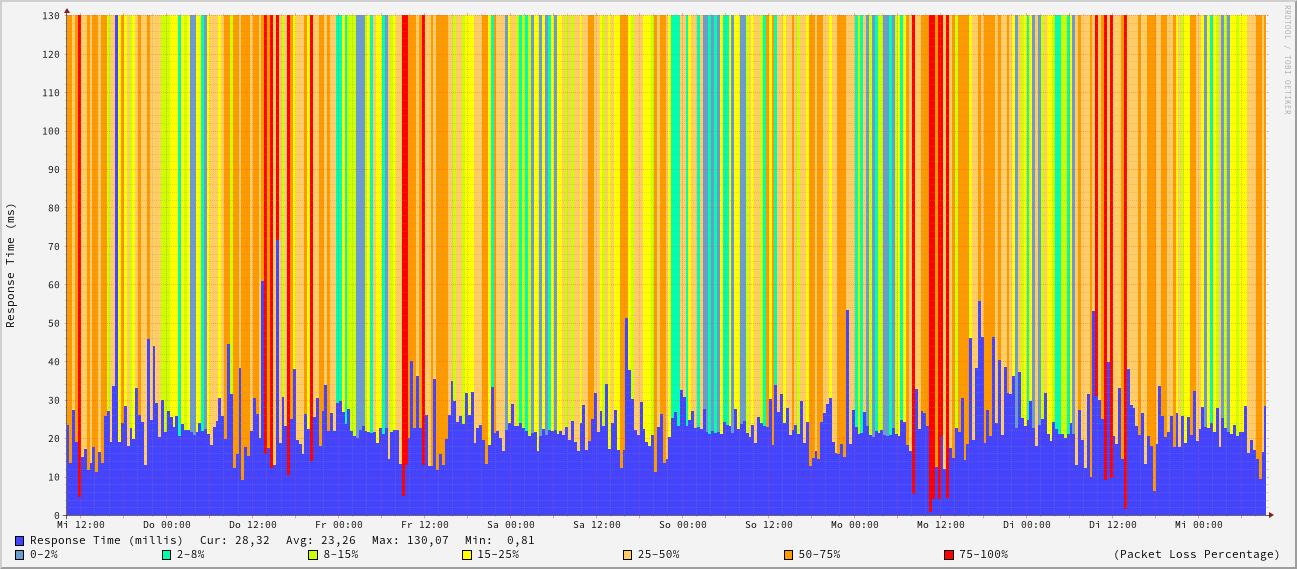 RRDTOOL / TOBI OETIKER
Response Time (ms)
130
120
110
100
90
80
70
60
50
40
30
20
10
0
Mi 12:00 Do 00:00 Do 12:00 Fr 00:00 Fr 12:00 Sa 00:00 Sa 12:00 So 00:00 So 12:00 Mo 00:00 Mo 12:00 Di 00:00 Di 12:00 Mi 00:00
Response Time (millis) Cur: 28,32 Avg: 23,26 Max: 130,07 Min: 0,81
0-2% 2-8% 8-15% 15-25% 25-50% 50-75% 75-100% (Packet Loss Percentage)